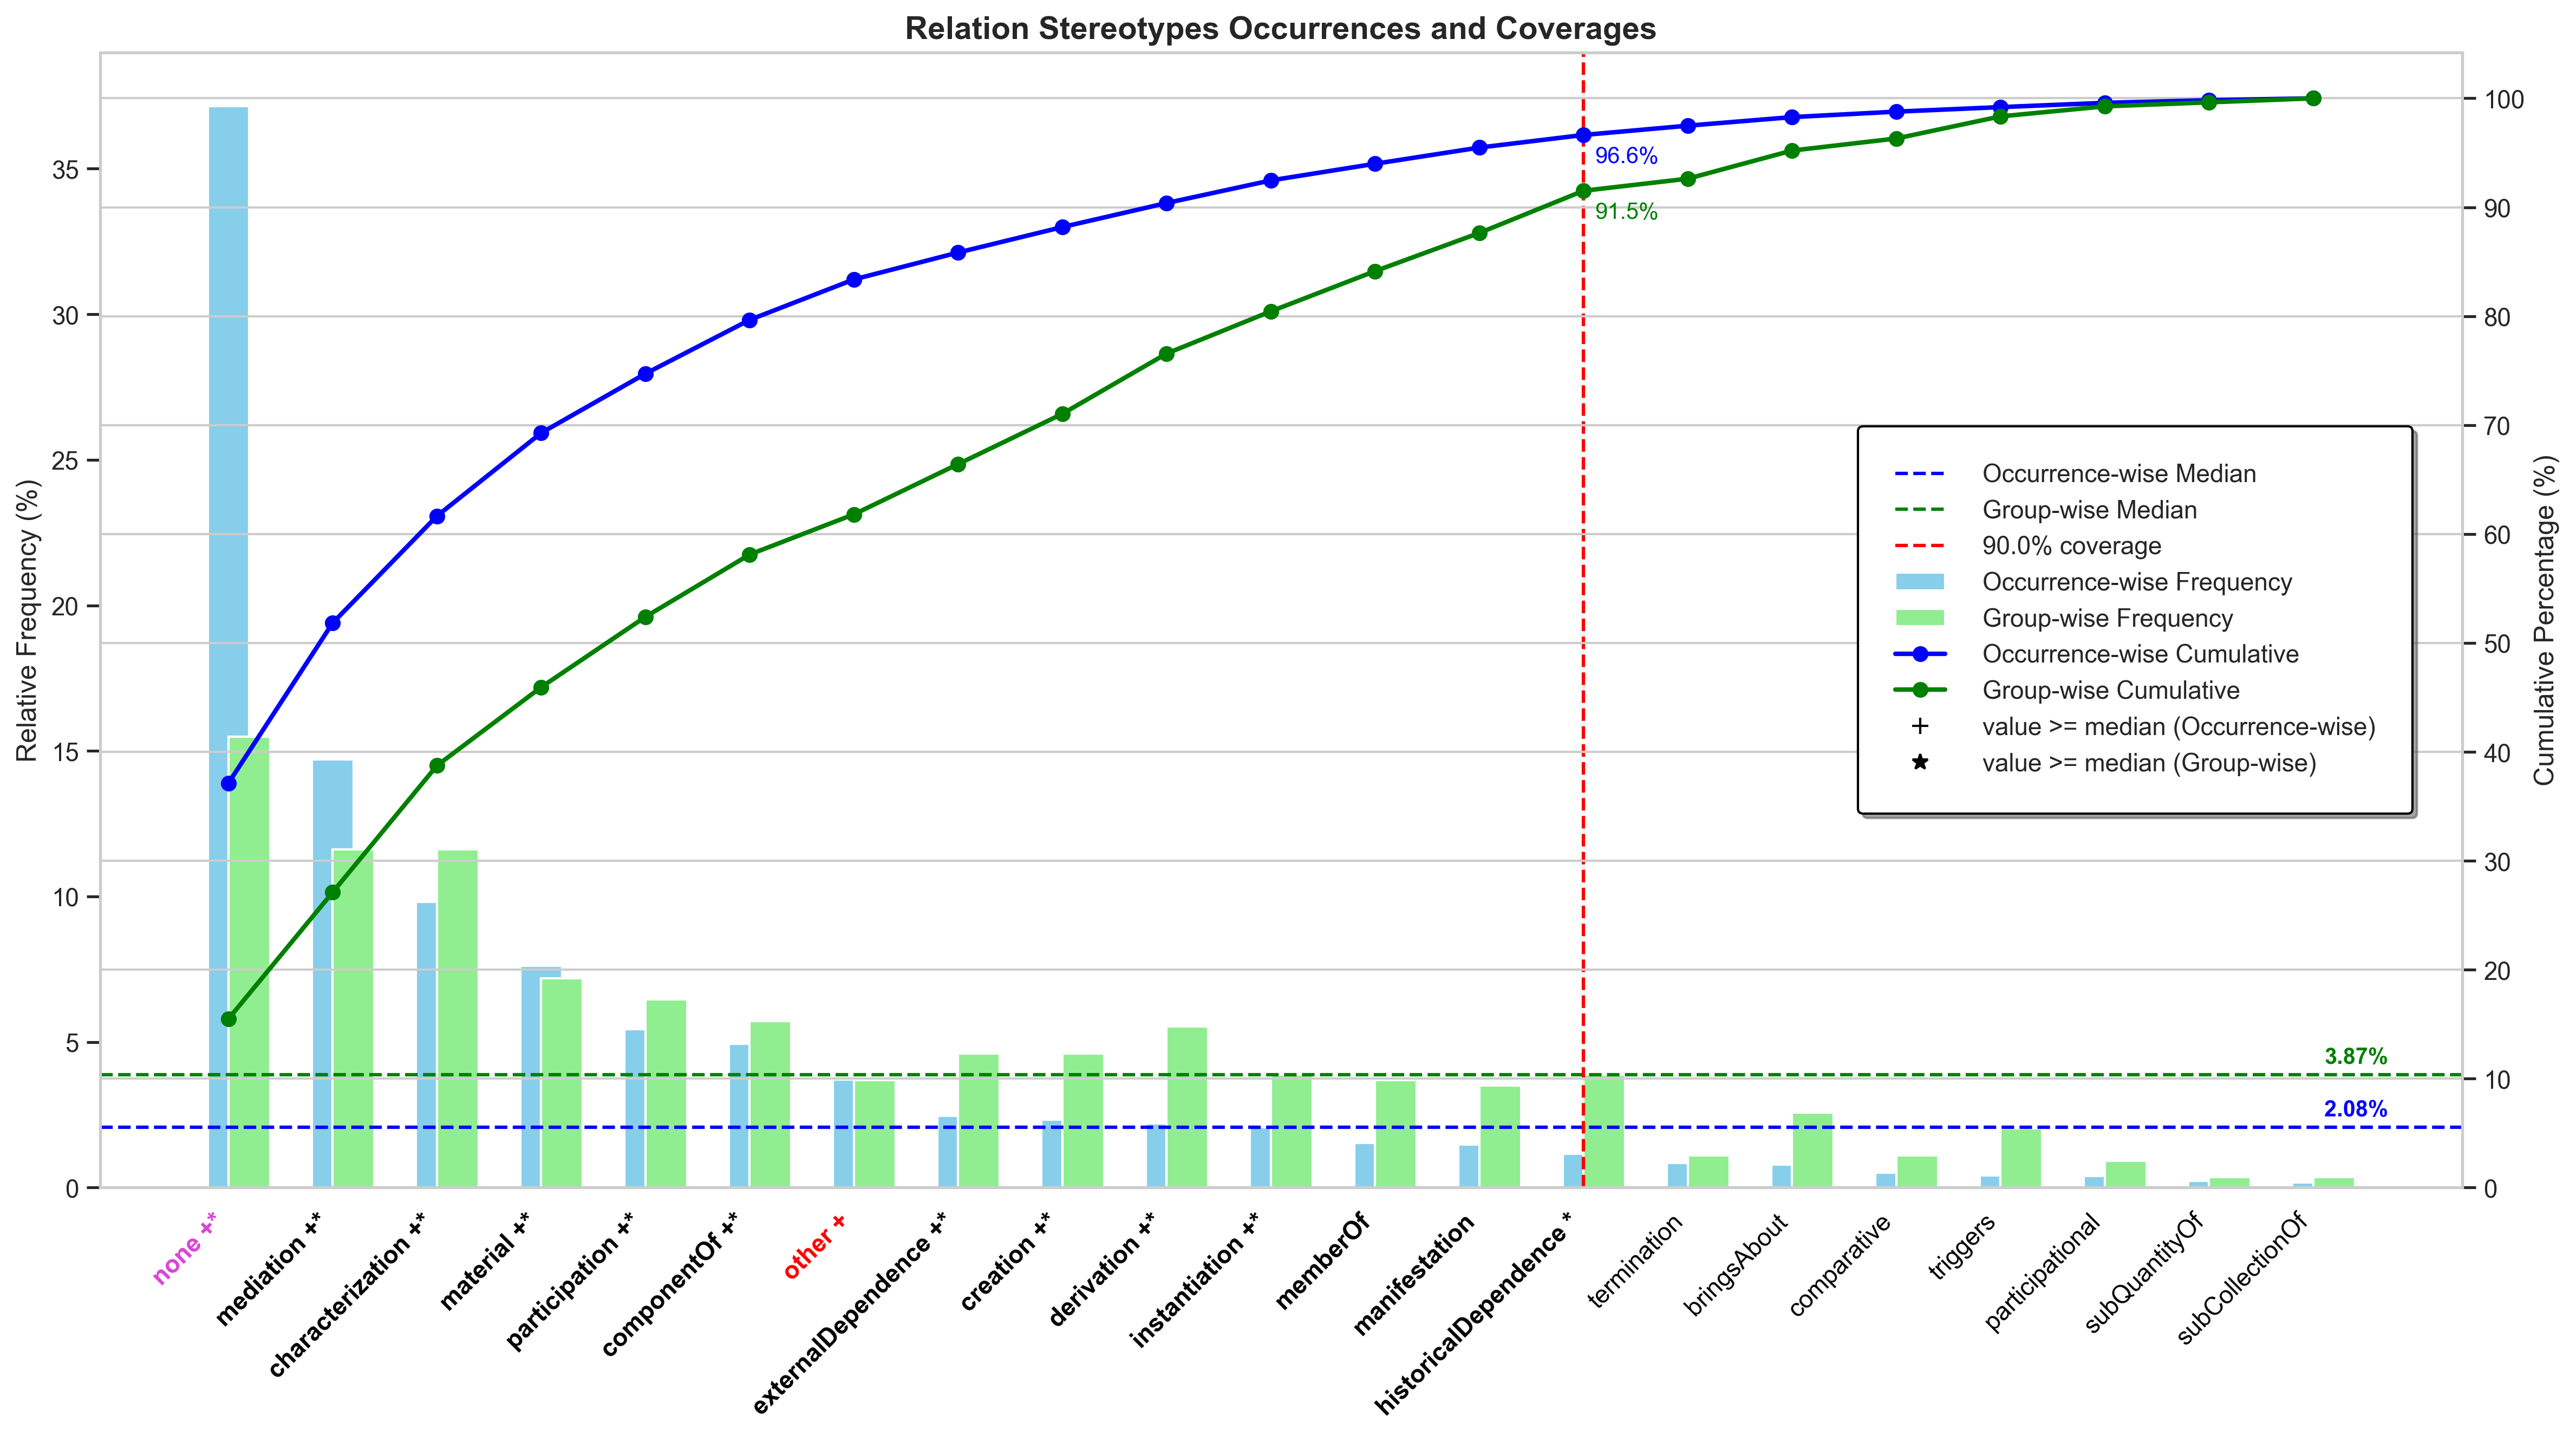 Relation Stereotypes Occurrences and Coverages
Relative Frequency (%)
35
30
25
20
15
10
5
0
Cumulative Percentage (%)
100
90
80
70
60
50
40
30
20
10
0
96.6%
91.5%
3.87%
2.08%
Occurrence-wise Median
Group-wise Median
90.0% coverage
Occurrence-wise Frequency
Group-wise Frequency
Occurrence-wise Cumulative
Group-wise Cumulative
value >= median (Occurrence-wise)
value >= median (Group-wise)
none +*
mediation +*
characterization +*
material +*
participation +*
componentOf +*
other +
externalDependence +*
creation +*
derivation +*
instantiation +*
memberOf
manifestation
historicalDependence *
termination
bringsAbout
comparative
triggers
participational
subQuantityOf
subCollectionOf